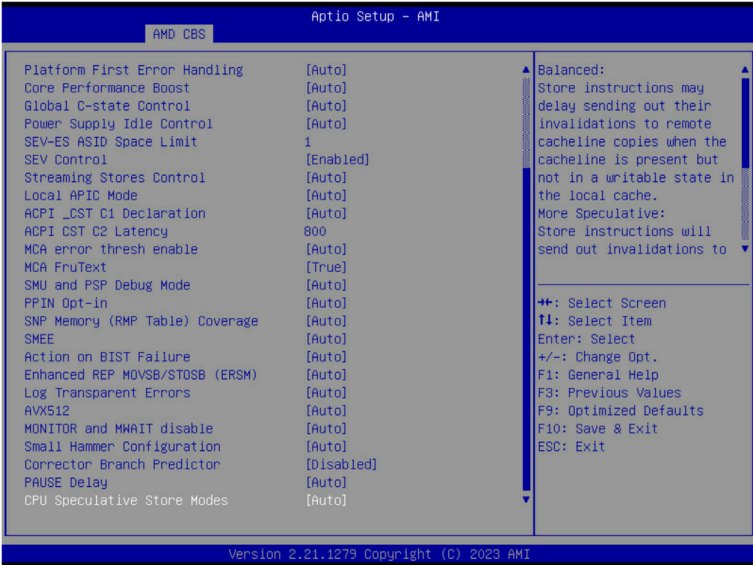 Aptio Setup - AMI
AMD CBS
Platform First Error Handling [Auto]
Core Performance Boost [Auto]
Global C-state Control [Auto]
Power Supply Idle Control [Auto]
SEV-ES ASID Space Limit 1
SEV Control [Enabled]
Streaming Stores Control [Auto]
Local APIC Mode [Auto]
ACPI _CST C1 Declaration [Auto]
ACPI CST C2 Latency 800
MCA error thresh enable [Auto]
MCA FruText [True]
SMU and PSP Debug Mode [Auto]
PPIN Opt-in [Auto]
SNP Memory (RMP Table) Coverage [Auto]
SMEE [Auto]
Action on BIST Failure [Auto]
Enhanced REP MOVSB/STOSB (ERSM) [Auto]
Log Transparent Errors [Auto]
AVX512 [Auto]
MONITOR and MWAIT disable [Auto]
Small Hammer Configuration [Auto]
Corrector Branch Predictor [Disabled]
PAUSE Delay [Auto]
CPU Speculative Store Modes [Auto]
Balanced:
Store instructions may
delay sending out their
invalidations to remote
cacheline copies when the
cacheline is present but
not in a writable state in
the local cache.
More Speculative:
Store instructions will
send out invalidations to
→←: Select Screen
↑↓: Select Item
Enter: Select
+/-: Change Opt.
F1: General Help
F3: Previous Values
F9: Optimized Defaults
F10: Save & Exit
ESC: Exit
Version 2.21.1279 Copyright (C) 2023 AMI